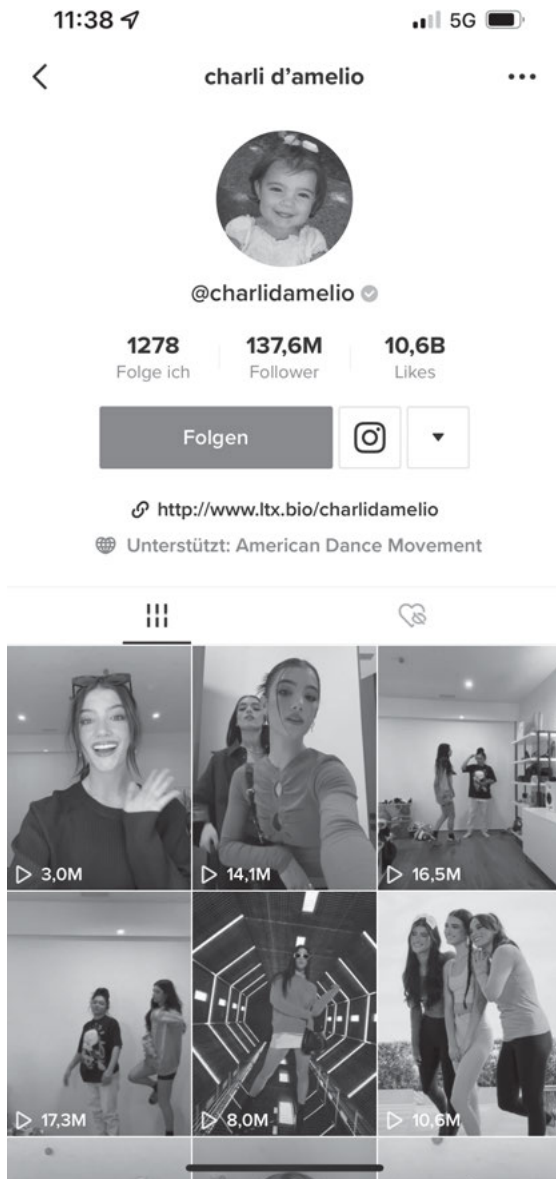 11:38 5G
charli d’amelio
@charlidamelio
1278 137,6M 10,6B
Folge ich Follower Likes
Folgen
http://www.ltx.bio/charlidamelio
Unterstützt: American Dance Movement
3,0M 14,1M 16,5M
17,3M 8,0M 10,6M